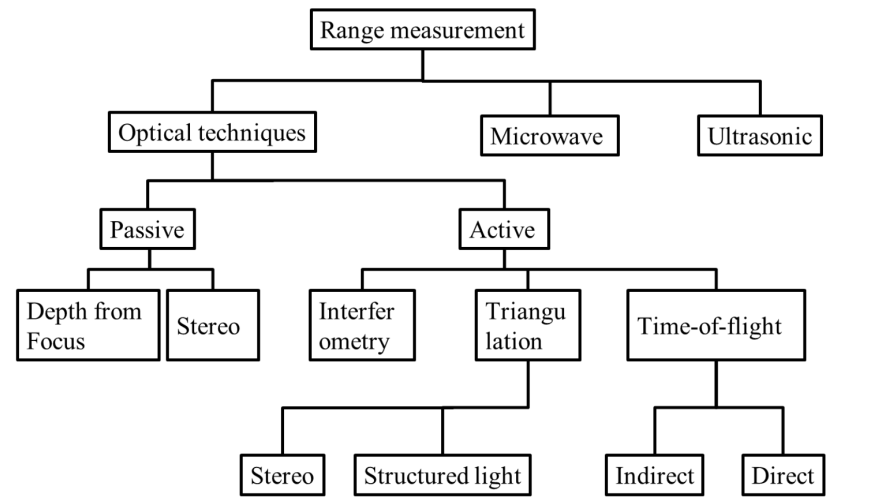 Range measurement
Optical techniques
Microwave
Ultrasonic
Passive
Active
Depth from
Focus
Stereo
Interfer
ometry
Triangu
lation
Time-of-flight
Stereo
Structured light
Indirect
Direct